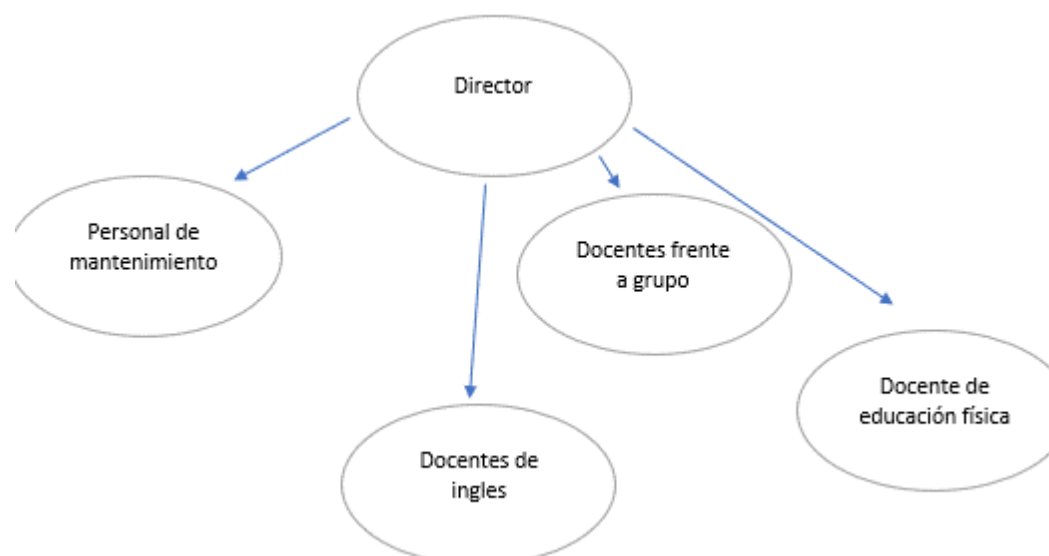 Director
Personal de
mantenimiento
Docentes frente
a grupo
Docente de
educación física
Docentes de
ingles